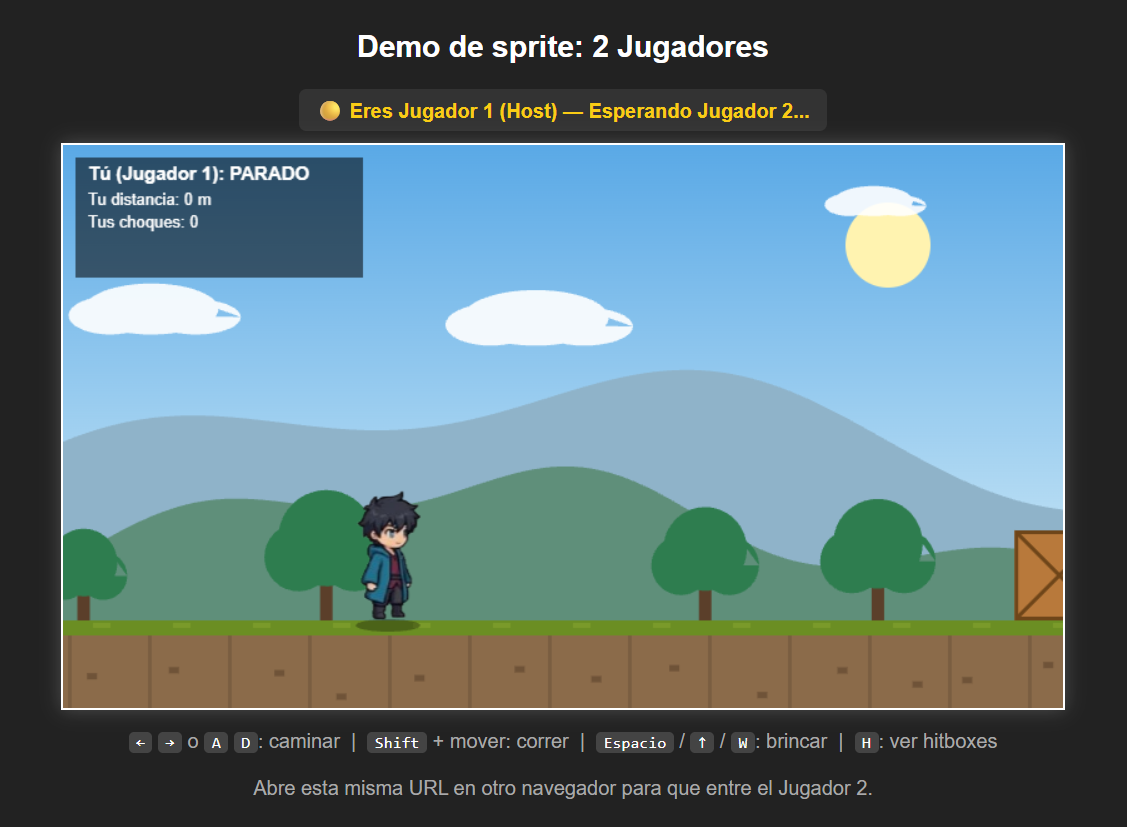 Demo de sprite: 2 Jugadores
🟡 Eres Jugador 1 (Host) — Esperando Jugador 2...
Tú (Jugador 1): PARADO
Tu distancia: 0 m
Tus choques: 0
← → o A D: caminar | Shift + mover: correr | Espacio / ↑ / W: brincar | H: ver hitboxes
Abre esta misma URL en otro navegador para que entre el Jugador 2.